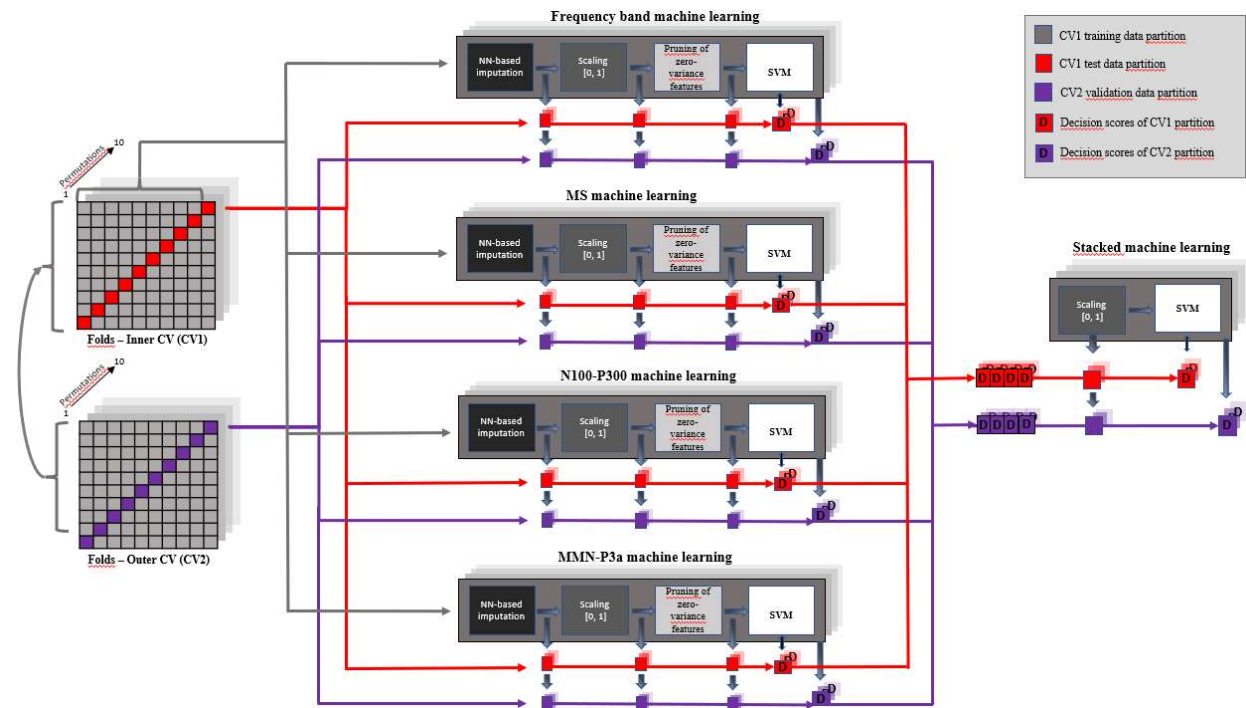 Frequency band machine learning
NN-based
imputation
Scaling
[0, 1]
Pruning of
zero-
variance
features
SVM
D
D
D
D
MS machine learning
NN-based
imputation
Scaling
[0, 1]
Pruning of
zero-
variance
features
SVM
D
D
D
D
N100-P300 machine learning
NN-based
imputation
Scaling
[0, 1]
Pruning of
zero-
variance
features
SVM
D
D
D
D
MMN-P3a machine learning
NN-based
imputation
Scaling
[0, 1]
Pruning of
zero-
variance
features
SVM
D
D
D
D
Permutations
1
10
Folds – Inner CV (CV1)
Permutations
1
10
Folds – Outer CV (CV2)
CV1 training data partition
CV1 test data partition
CV2 validation data partition
D Decision scores of CV1 partition
D Decision scores of CV2 partition
Stacked machine learning
Scaling
[0, 1]
SVM
D D D D
D D D D
D
D
D D D D
D D D D
D
D